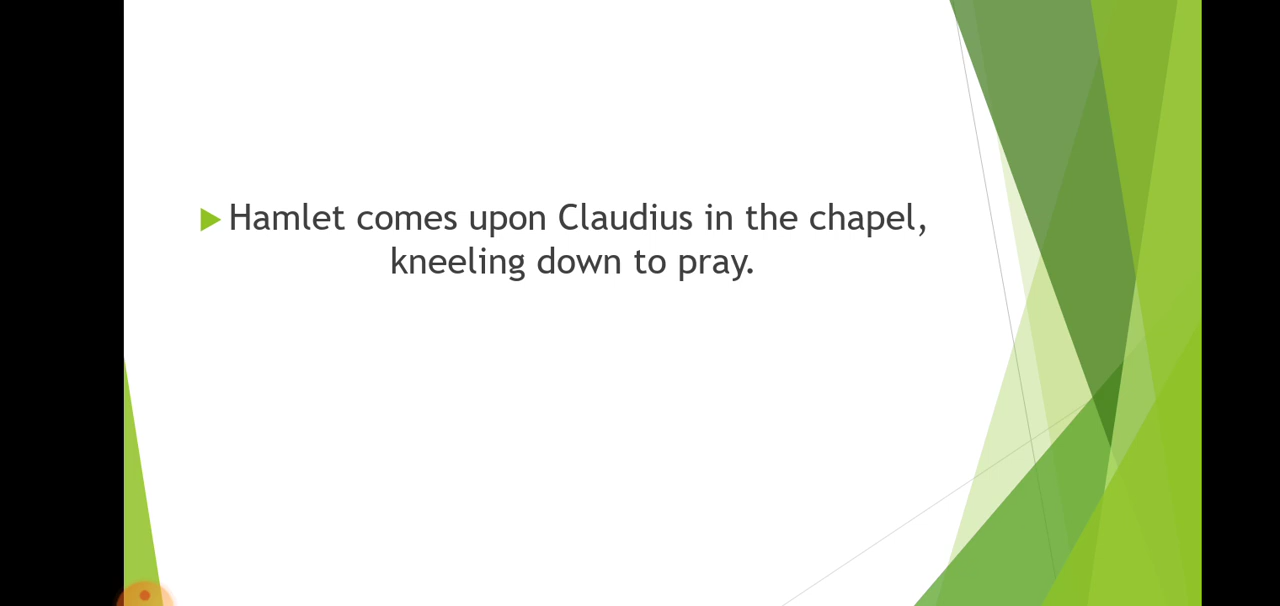 Hamlet comes upon Claudius in the chapel,
kneeling down to pray.